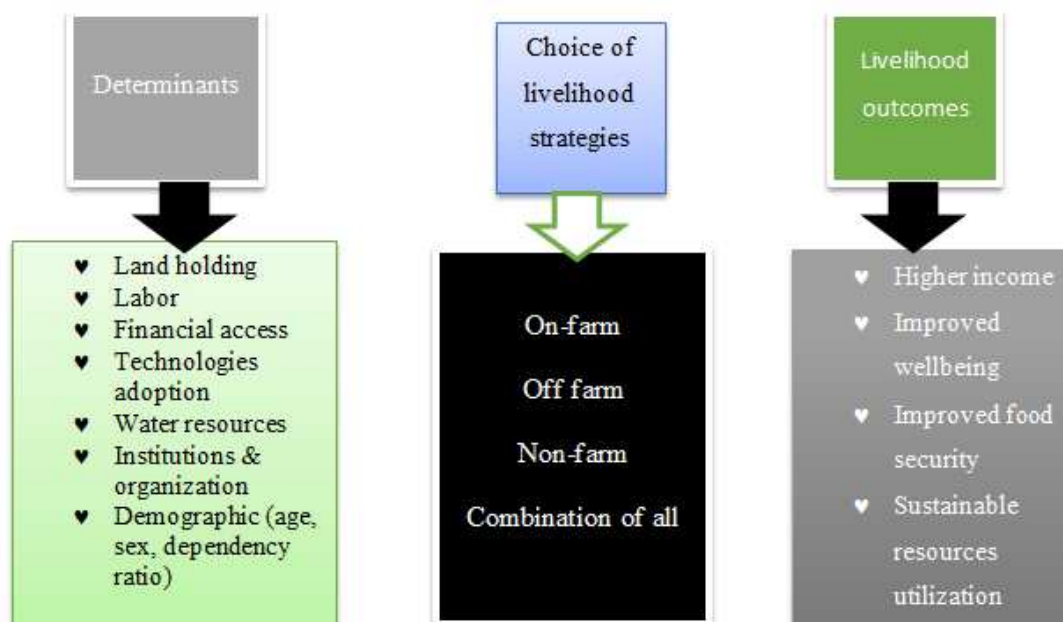 Determinants
♥ Land holding
♥ Labor
♥ Financial access
♥ Technologies
adoption
♥ Water resources
♥ Institutions &
organization
♥ Demographic (age,
sex, dependency
ratio)
Choice of
livelihood
strategies
On-farm
Off farm
Non-farm
Combination of all
Livelihood
outcomes
♥ Higher income
♥ Improved
wellbeing
♥ Improved food
security
♥ Sustainable
resources
utilization